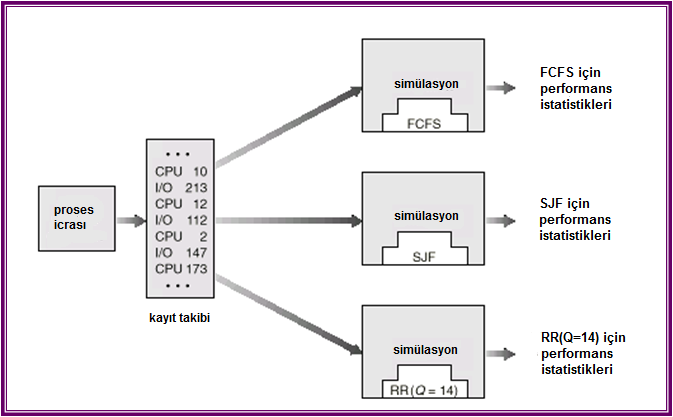 proses
icrası
• • •
CPU 10
I/O 213
CPU 12
I/O 112
CPU 2
I/O 147
CPU 173
• • •
kayıt takibi
simülasyon
FCFS
FCFS için
performans
istatistikleri
simülasyon
SJF
SJF için
performans
istatistikleri
simülasyon
RR(Q = 14)
RR(Q=14) için
performans
istatistikleri